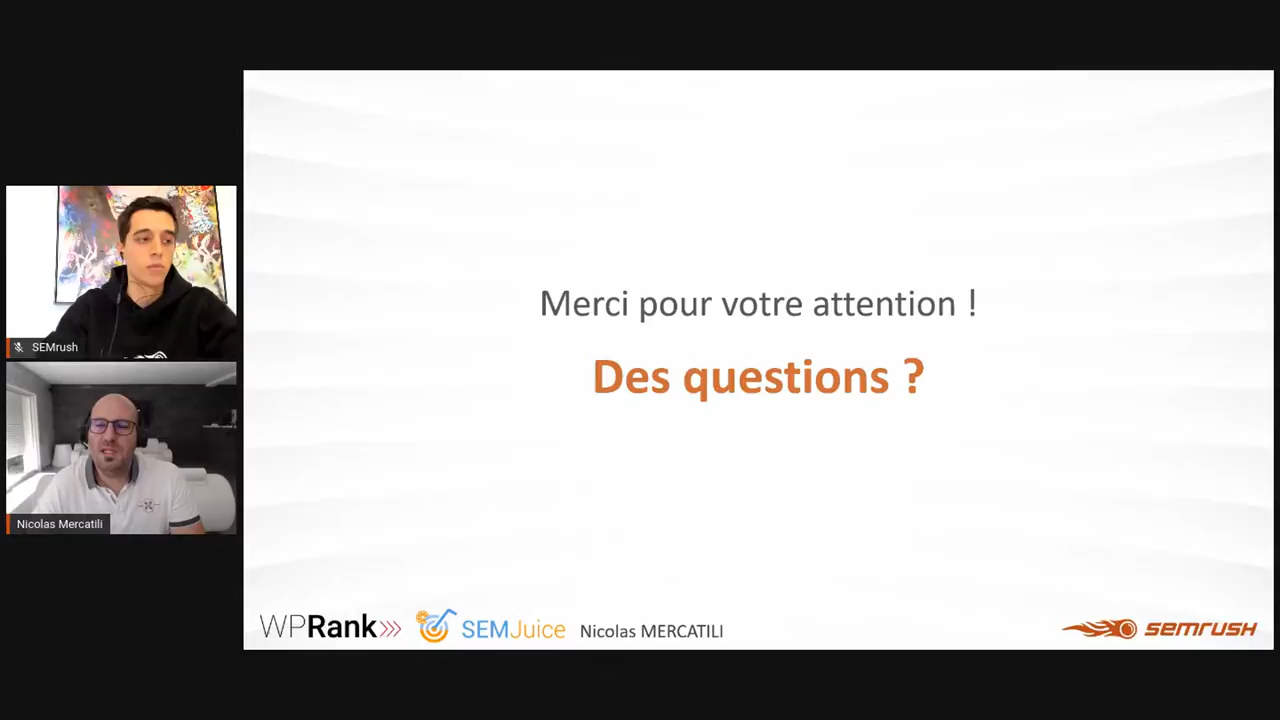 SEMrush
Nicolas Mercatili
Merci pour votre attention !
Des questions ?
WPRank
SEMJuice
Nicolas MERCATILI
semrush